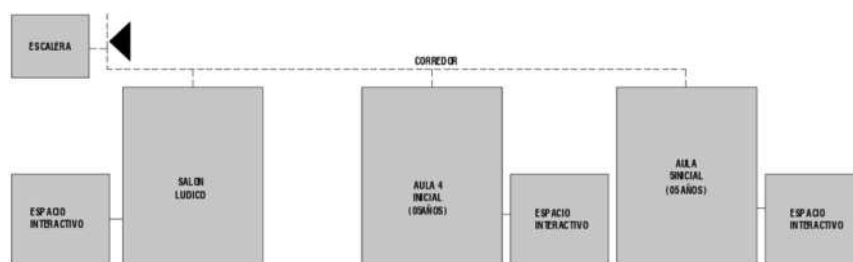 ESCALERA
CORREDOR
SALON
LUDICO
ESPACIO
INTERACTIVO
AULA 4
INICIAL
(05AÑOS)
ESPACIO
INTERACTIVO
AULA
5INICIAL
(05 AÑOS)
ESPACIO
INTERACTIVO